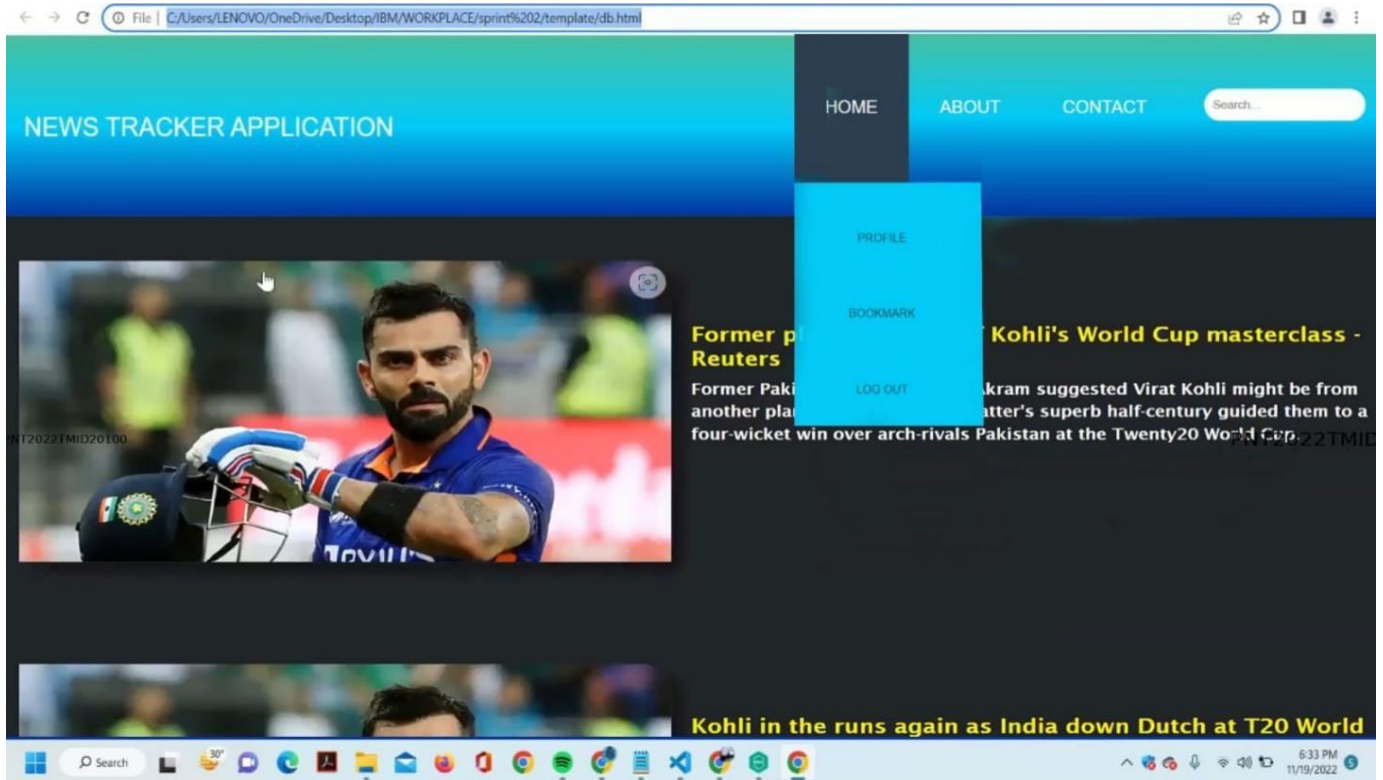 File | C:/Users/LENOVO/OneDrive/Desktop/IBM/WORKPLACE/sprint%202/template/db.html
NEWS TRACKER APPLICATION
HOME
ABOUT
CONTACT
Search...
PROFILE
BOOKMARK
LOG OUT
Former Kohli's World Cup masterclass -
Reuters
Former Akram suggested Virat Kohli might be from
another superb half-century guided them to a
four-wicket win over arch-rivals Pakistan at the Twenty20 World Cup.
NT2022TMID20100
Kohli in the runs again as India down Dutch at T20 World
Search
30°
6:33 PM
11/19/2022
5